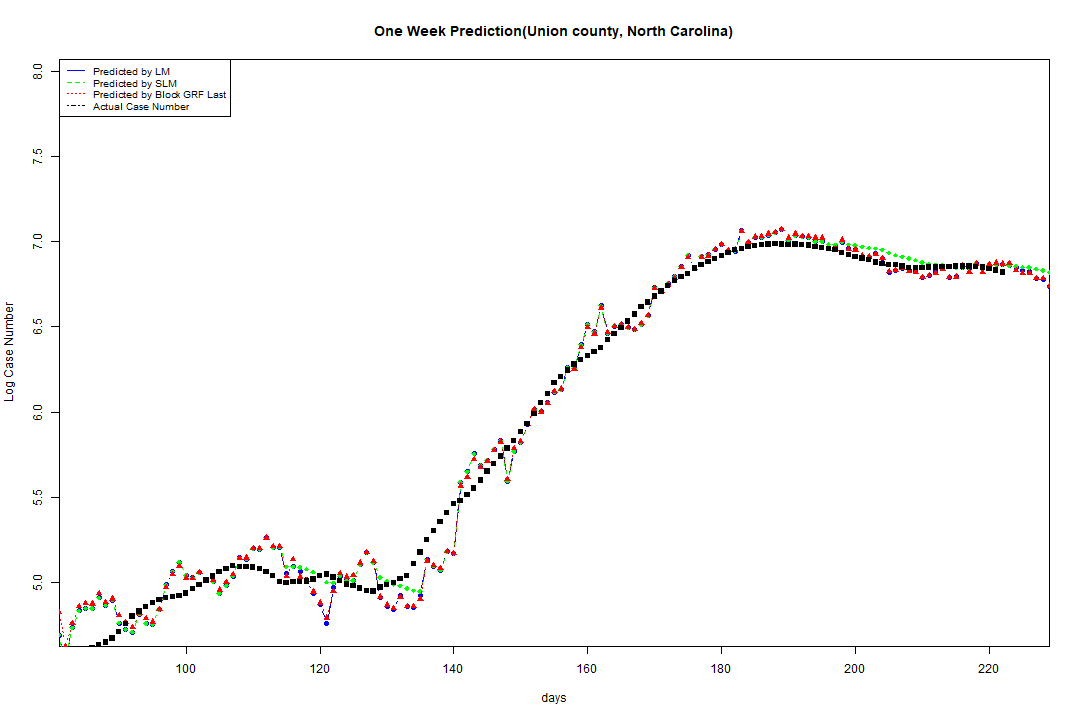 One Week Prediction(Union county, North Carolina)
8.0
Predicted by LM
Predicted by SLM
Predicted by Block GRF Last
Actual Case Number
7.5
7.0
6.5
6.0
5.5
5.0
Log Case Number
100 120 140 160 180 200 220
days